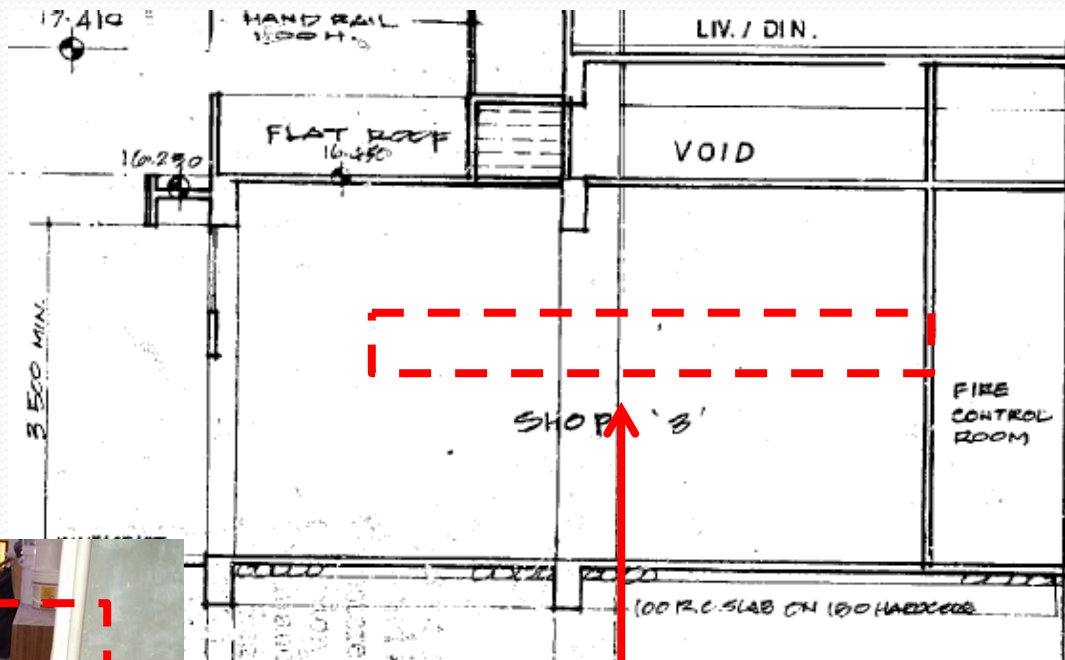 17.410
HAND RAIL
1500 H.
LIV. / DIN.
FLAT ROOF
16.450
VOID
16.250
3500 MIN.
SHOP '3'
FIRE
CONTROL
ROOM
100 R.C. SLAB ON 150 HARDCORE